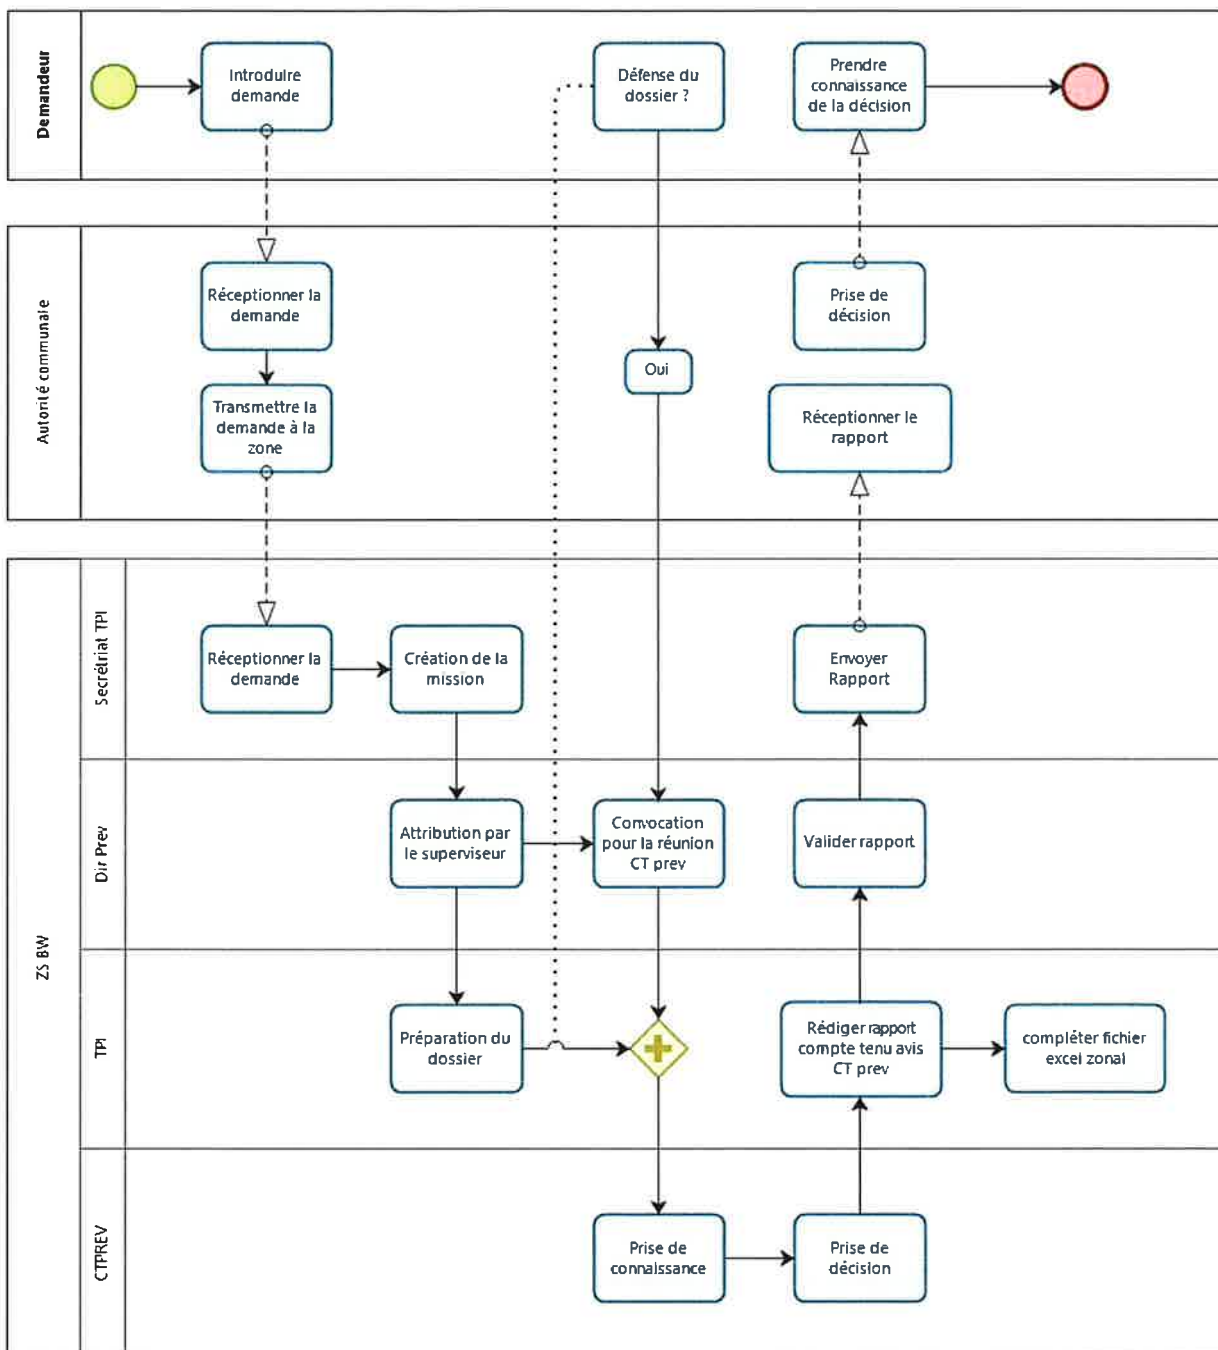 Demandeur
Introduire
demande
Défense du
dossier ?
Prendre
connaissance
de la décision
Autorité communale
Réceptionner la
demande
Transmettre la
demande à la
zone
Oui
Prise de
décision
Réceptionner le
rapport
ZS BW
Secrétriat TPI
Réceptionner la
demande
Création de la
mission
Envoyer
Rapport
Dir Prev
Attribution par
le superviseur
Convocation
pour la réunion
CT prev
Valider rapport
TPI
Préparation du
dossier
Rédiger rapport
compte tenu avis
CT prev
compléter fichier
excel zonal
CTPREV
Prise de
connaissance
Prise de
décision